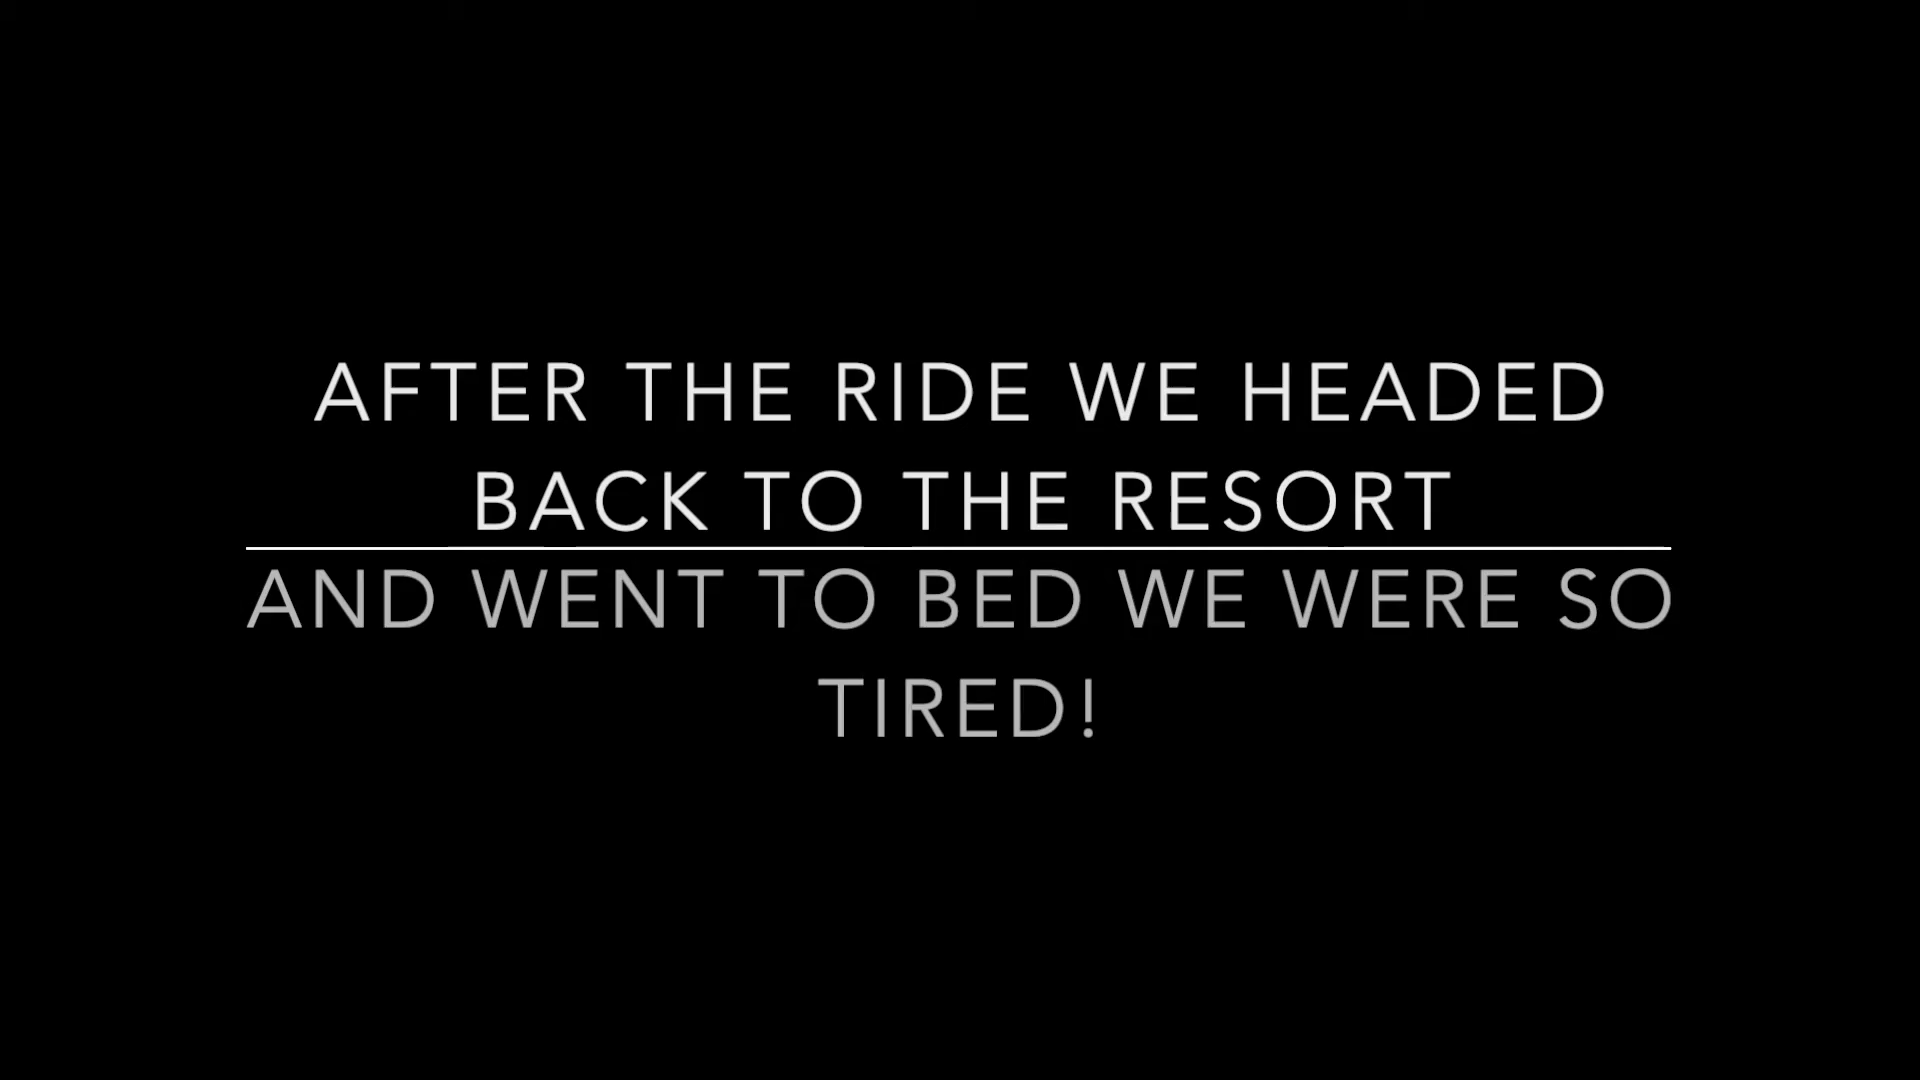 AFTER THE RIDE WE HEADED
BACK TO THE RESORT
AND WENT TO BED WE WERE SO
TIRED!